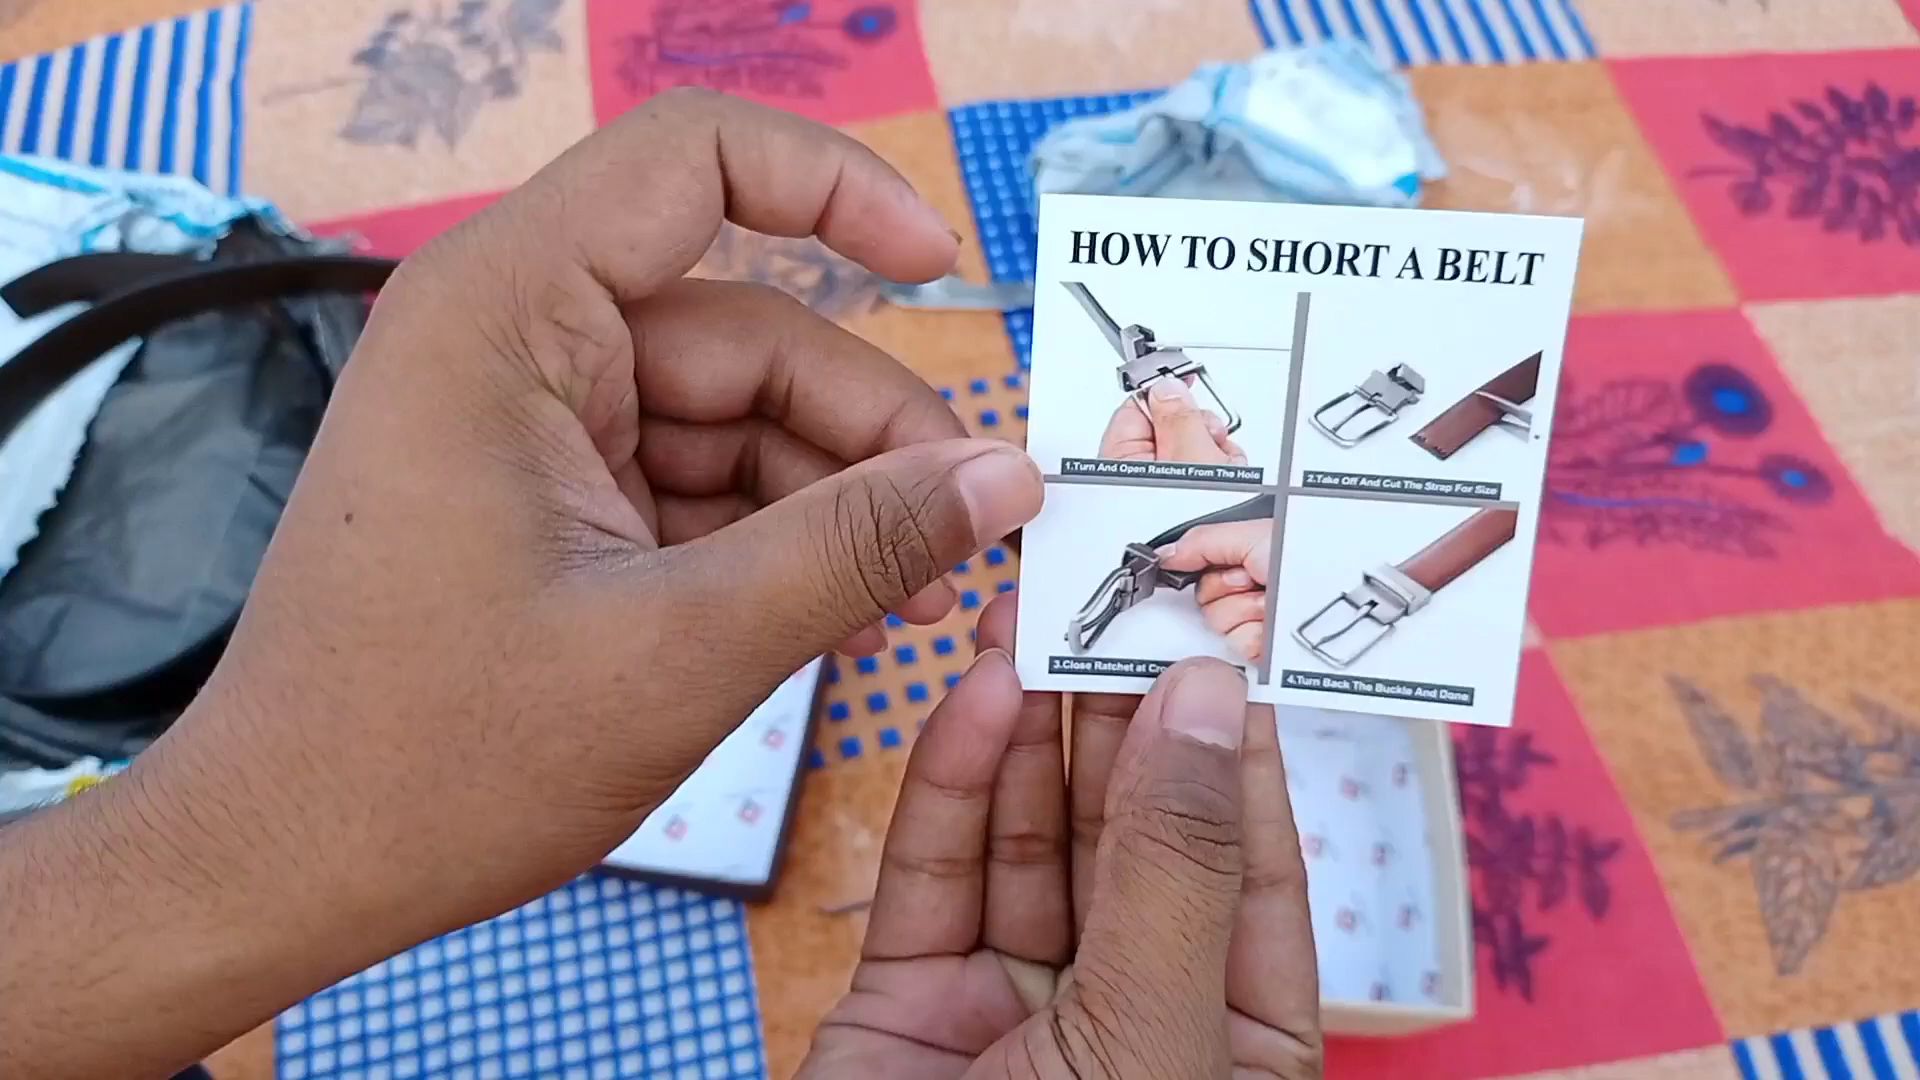 HOW TO SHORT A BELT
1.Turn And Open Ratchet From The Hole
2.Take Off And Cut The Strap For Size
3.Close Ratchet at
4.Turn Back The Buckle And Done